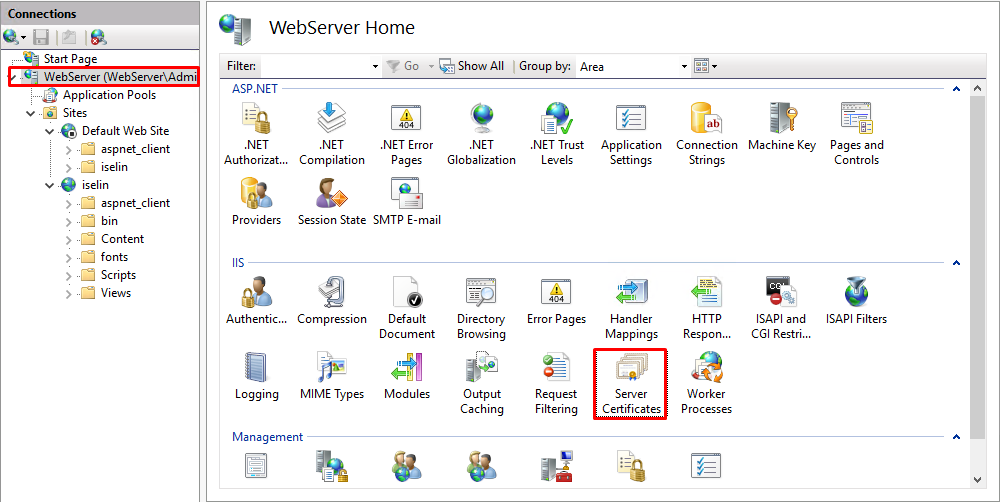 Connections
Start Page
WebServer (WebServer\Admi
Application Pools
Sites
Default Web Site
aspnet_client
iselin
iselin
aspnet_client
bin
Content
fonts
Scripts
Views
WebServer Home
Filter:
Go
Show All
Group by:
Area
ASP.NET
.NET
Authorizat...
.NET
Compilation
.NET Error
Pages
.NET
Globalization
.NET Trust
Levels
Application
Settings
Connection
Strings
Machine Key
Pages and
Controls
Providers
Session State
SMTP E-mail
IIS
Authentic...
Compression
Default
Document
Directory
Browsing
Error Pages
Handler
Mappings
HTTP
Respon...
ISAPI and
CGI Restri...
ISAPI Filters
Logging
MIME Types
Modules
Output
Caching
Request
Filtering
Server
Certificates
Worker
Processes
Management
404
ab
404
CGI